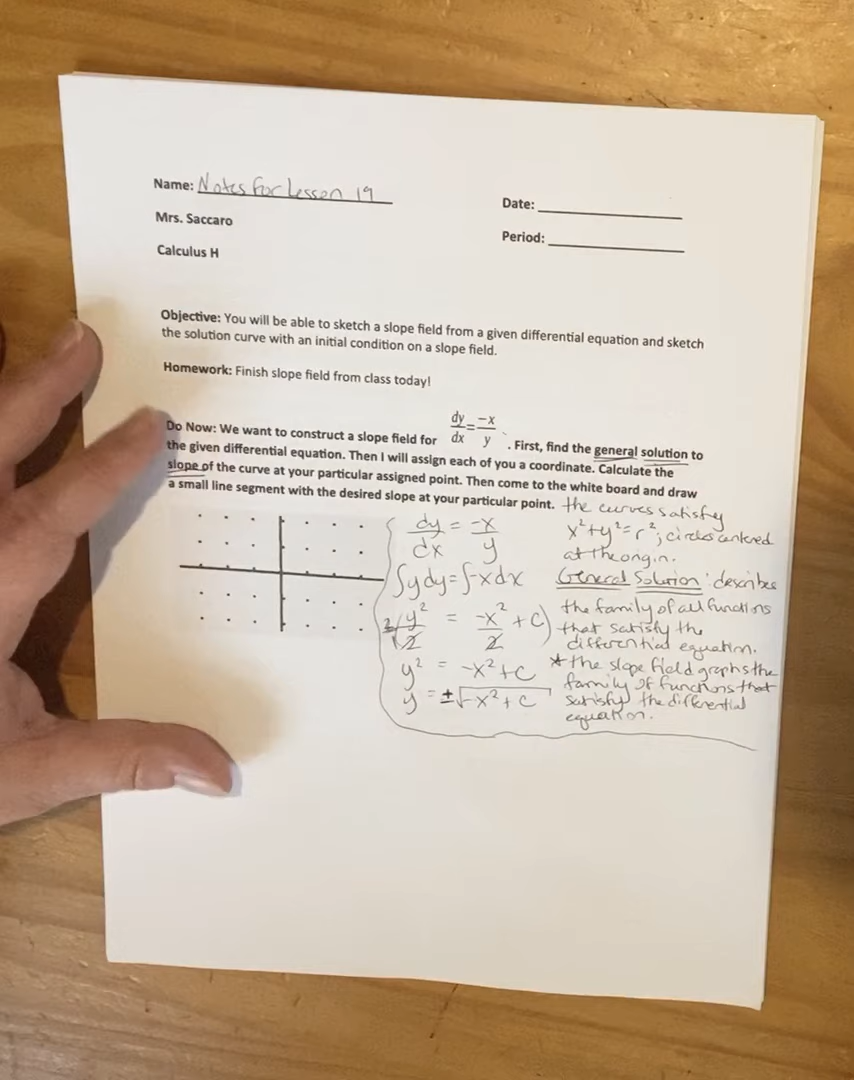 Name: Notes for Lesson 19
Date:
Mrs. Saccaro
Period:
Calculus H
Objective: You will be able to sketch a slope field from a given differential equation and sketch
the solution curve with an initial condition on a slope field.
Homework: Finish slope field from class today!
Do Now: We want to construct a slope field for dy/dx = -x/y. First, find the general solution to
the given differential equation. Then I will assign each of you a coordinate. Calculate the
slope of the curve at your particular assigned point. Then come to the white board and draw
a small line segment with the desired slope at your particular point.
dy/dx = -x/y
∫y dy = ∫-x dx
2(y²/2 = -x²/2 + C)
y² = -x² + C
y = ±√-x² + C
the curves satisfy
x² + y² = r²; circles centered
at the origin.
General Solution: describes
the family of all functions
that satisfy the
differential equation.
* the slope field graphs the
family of functions that
satisfy the differential
equation.